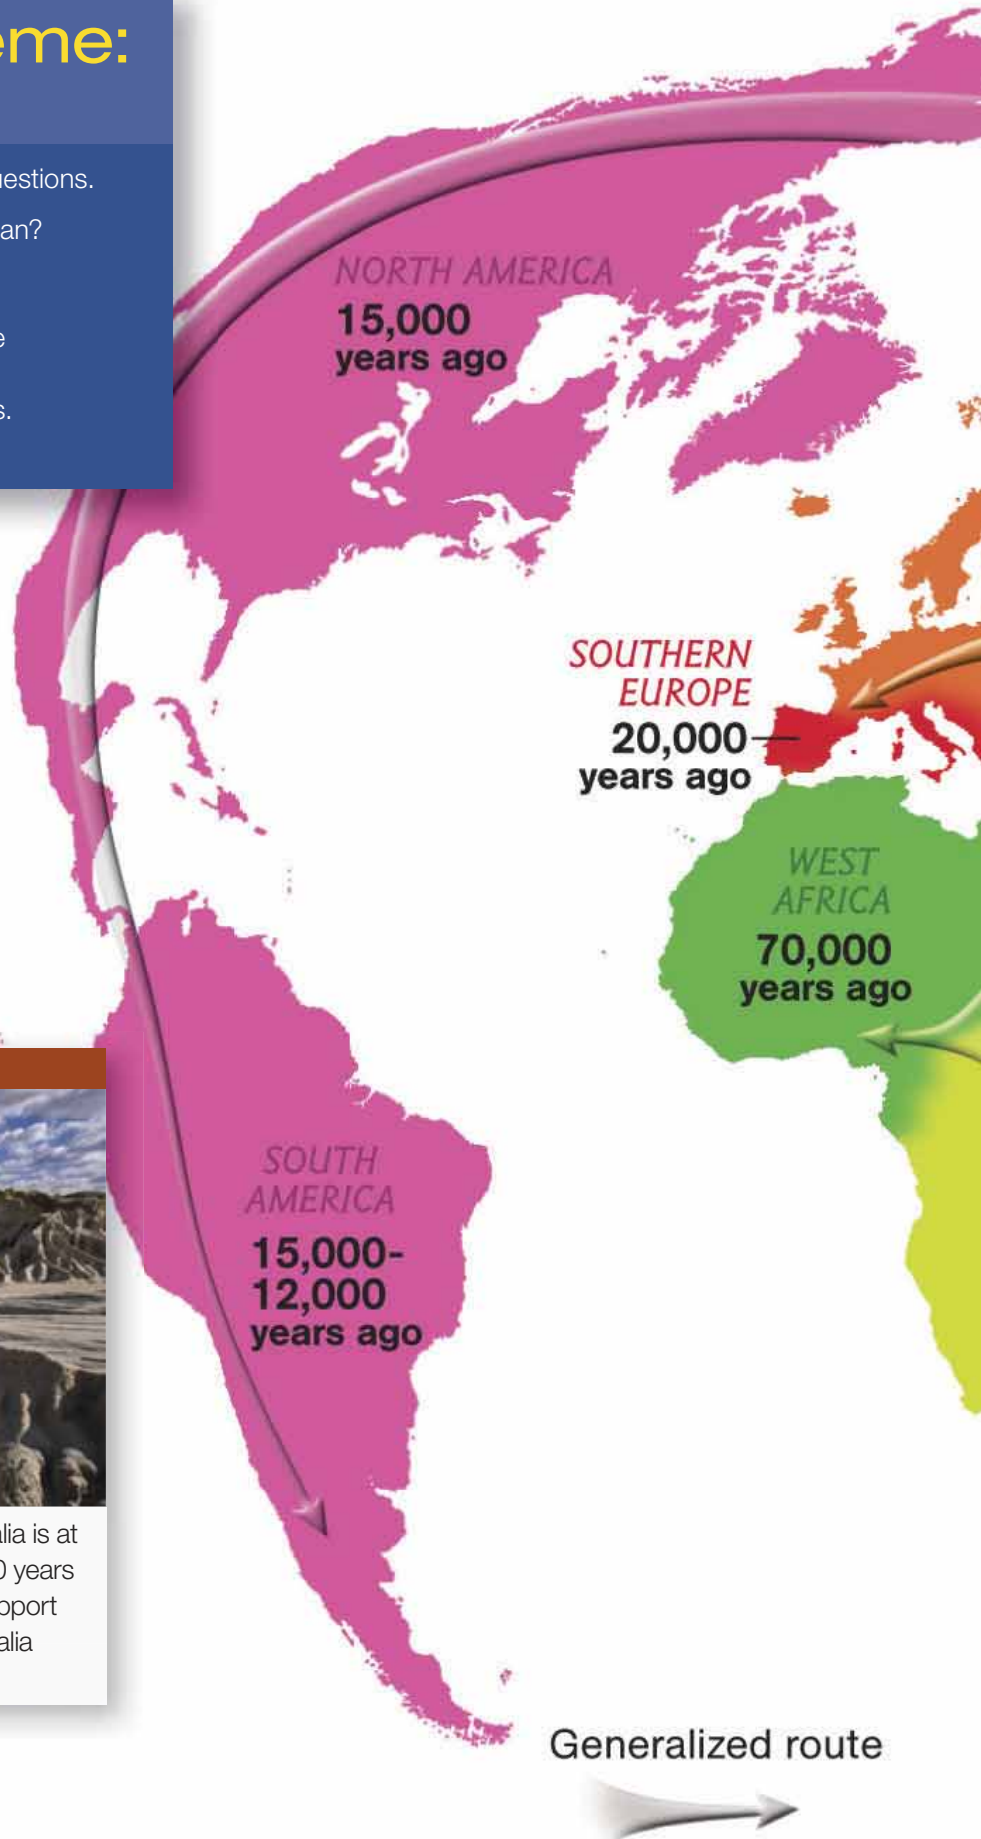 eme:
estions.
an?
e
s.
NORTH AMERICA
15,000
years ago
SOUTHERN
EUROPE
20,000
years ago
WEST
AFRICA
70,000
years ago
SOUTH
AMERICA
15,000-
12,000
years ago
lia is at
0 years
pport
alia
Generalized route